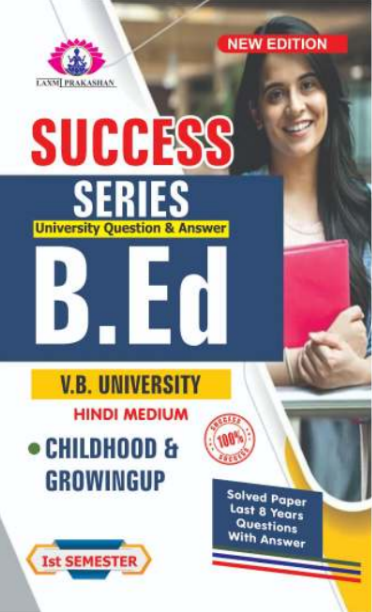 NEW EDITION
LAXMI PRAKASHAN
SUCCESS
SERIES
University Question & Answer
B.Ed
V.B. UNIVERSITY
HINDI MEDIUM
SUCCESS
100%
SUCCESS
• CHILDHOOD &
GROWINGUP
Solved Paper
Last 8 Years
Questions
With Answer
Ist SEMESTER